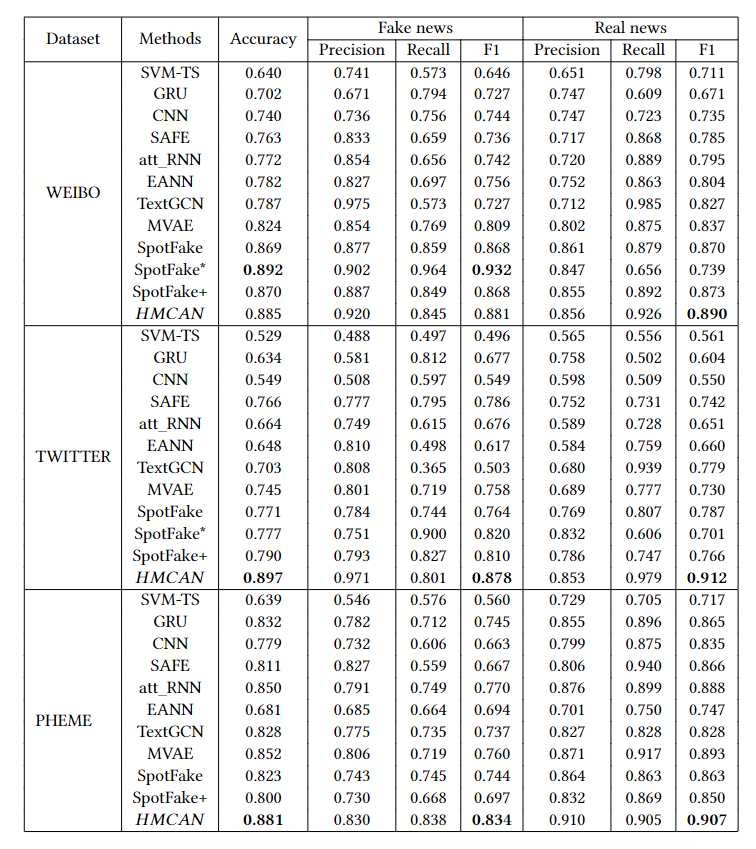 Dataset Methods Accuracy Fake news Real news
Precision Recall F1 Precision Recall F1
WEIBO
SVM-TS 0.640 0.741 0.573 0.646 0.651 0.798 0.711
GRU 0.702 0.671 0.794 0.727 0.747 0.609 0.671
CNN 0.740 0.736 0.756 0.744 0.747 0.723 0.735
SAFE 0.763 0.833 0.659 0.736 0.717 0.868 0.785
att_RNN 0.772 0.854 0.656 0.742 0.720 0.889 0.795
EANN 0.782 0.827 0.697 0.756 0.752 0.863 0.804
TextGCN 0.787 0.975 0.573 0.727 0.712 0.985 0.827
MVAE 0.824 0.854 0.769 0.809 0.802 0.875 0.837
SpotFake 0.869 0.877 0.859 0.868 0.861 0.879 0.870
SpotFake* 0.892 0.902 0.964 0.932 0.847 0.656 0.739
SpotFake+ 0.870 0.887 0.849 0.868 0.855 0.892 0.873
HMCAN 0.885 0.920 0.845 0.881 0.856 0.926 0.890
TWITTER
SVM-TS 0.529 0.488 0.497 0.496 0.565 0.556 0.561
GRU 0.634 0.581 0.812 0.677 0.758 0.502 0.604
CNN 0.549 0.508 0.597 0.549 0.598 0.509 0.550
SAFE 0.766 0.777 0.795 0.786 0.752 0.731 0.742
att_RNN 0.664 0.749 0.615 0.676 0.589 0.728 0.651
EANN 0.648 0.810 0.498 0.617 0.584 0.759 0.660
TextGCN 0.703 0.808 0.365 0.503 0.680 0.939 0.779
MVAE 0.745 0.801 0.719 0.758 0.689 0.777 0.730
SpotFake 0.771 0.784 0.744 0.764 0.769 0.807 0.787
SpotFake* 0.777 0.751 0.900 0.820 0.832 0.606 0.701
SpotFake+ 0.790 0.793 0.827 0.810 0.786 0.747 0.766
HMCAN 0.897 0.971 0.801 0.878 0.853 0.979 0.912
PHEME
SVM-TS 0.639 0.546 0.576 0.560 0.729 0.705 0.717
GRU 0.832 0.782 0.712 0.745 0.855 0.896 0.865
CNN 0.779 0.732 0.606 0.663 0.799 0.875 0.835
SAFE 0.811 0.827 0.559 0.667 0.806 0.940 0.866
att_RNN 0.850 0.791 0.749 0.770 0.876 0.899 0.888
EANN 0.681 0.685 0.664 0.694 0.701 0.750 0.747
TextGCN 0.828 0.775 0.735 0.737 0.827 0.828 0.828
MVAE 0.852 0.806 0.719 0.760 0.871 0.917 0.893
SpotFake 0.823 0.743 0.745 0.744 0.864 0.863 0.863
SpotFake+ 0.800 0.730 0.668 0.697 0.832 0.869 0.850
HMCAN 0.881 0.830 0.838 0.834 0.910 0.905 0.907